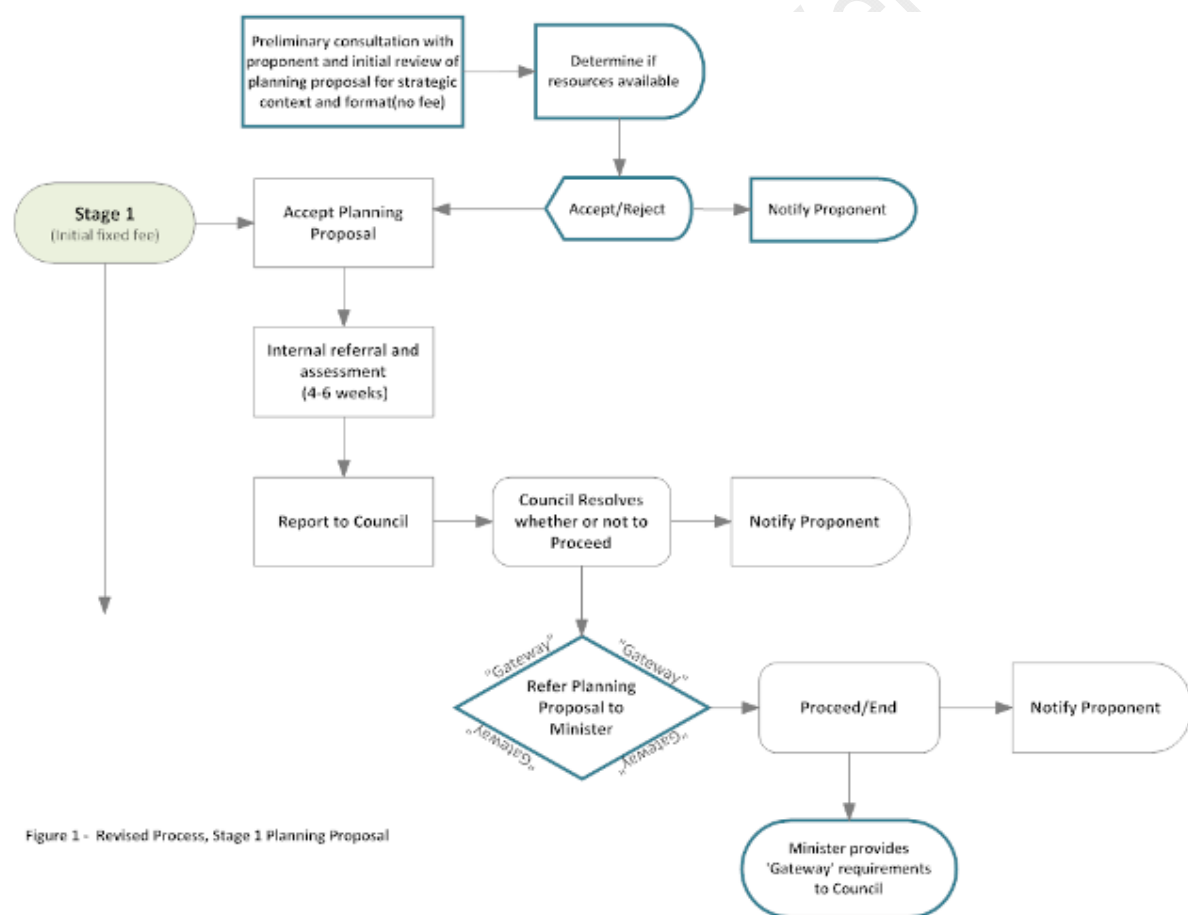 Preliminary consultation with
proponent and initial review of
planning proposal for strategic
context and format(no fee)
Determine if
resources available
Stage 1
(Initial fixed fee)
Accept Planning
Proposal
Accept/Reject
Notify Proponent
Internal referral and
assessment
(4-6 weeks)
Report to Council
Council Resolves
whether or not to
Proceed
Notify Proponent
"Gateway"
"Gateway"
Refer Planning
Proposal to
Minister
"Gateway"
"Gateway"
Proceed/End
Notify Proponent
Minister provides
'Gateway' requirements
to Council
Figure 1 - Revised Process, Stage 1 Planning Proposal